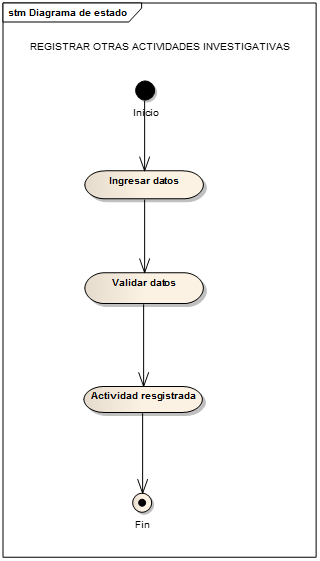 stm Diagrama de estado
REGISTRAR OTRAS ACTIVIDADES INVESTIGATIVAS
Inicio
Ingresar datos
Validar datos
Actividad resgistrada
Fin